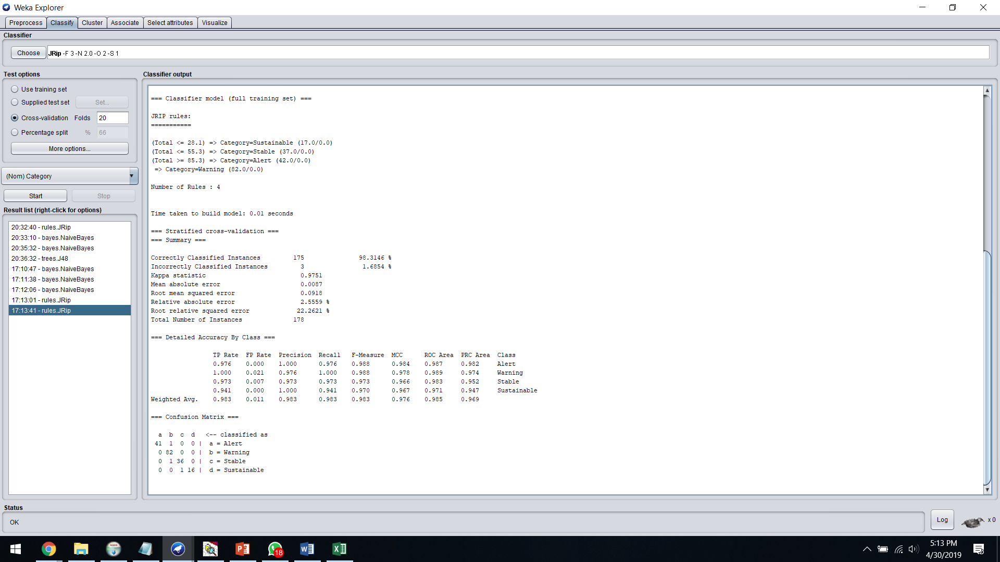 Weka Explorer
Preprocess Classify Cluster Associate Select attributes Visualize
Classifier
Choose JRip -F 3 -N 2.0 -O 2 -S 1
Test options
Use training set
Supplied test set Set...
Cross-validation Folds 20
Percentage split % 66
More options...
(Nom) Category
Start Stop
Result list (right-click for options)
20:32:40 - rules.JRip
20:33:10 - bayes.NaiveBayes
20:35:32 - bayes.NaiveBayes
20:36:32 - trees.J48
17:10:47 - bayes.NaiveBayes
17:11:38 - bayes.NaiveBayes
17:12:06 - bayes.NaiveBayes
17:13:01 - rules.JRip
17:13:41 - rules.JRip
Classifier output
=== Classifier model (full training set) ===
JRIP rules:
===========
(Total <= 28.1) => Category=Sustainable (17.0/0.0)
(Total <= 55.3) => Category=Stable (37.0/0.0)
(Total >= 85.3) => Category=Alert (42.0/0.0)
=> Category=Warning (82.0/0.0)
Number of Rules : 4
Time taken to build model: 0.01 seconds
=== Stratified cross-validation ===
=== Summary ===
Correctly Classified Instances 175 98.3146 %
Incorrectly Classified Instances 3 1.6854 %
Kappa statistic 0.9751
Mean absolute error 0.0087
Root mean squared error 0.0918
Relative absolute error 2.5559 %
Root relative squared error 22.2621 %
Total Number of Instances 178
=== Detailed Accuracy By Class ===
TP Rate FP Rate Precision Recall F-Measure MCC ROC Area PRC Area Class
0.976 0.000 1.000 0.976 0.988 0.984 0.987 0.982 Alert
1.000 0.021 0.976 1.000 0.988 0.978 0.989 0.974 Warning
0.973 0.007 0.973 0.973 0.973 0.966 0.983 0.952 Stable
0.941 0.000 1.000 0.941 0.970 0.967 0.971 0.947 Sustainable
Weighted Avg. 0.983 0.011 0.983 0.983 0.983 0.976 0.985 0.969
=== Confusion Matrix ===
a b c d <-- classified as
41 1 0 0 | a = Alert
0 82 0 0 | b = Warning
0 1 36 0 | c = Stable
0 0 1 16 | d = Sustainable
Status
OK
Log x 0
18
5:13 PM
4/30/2019